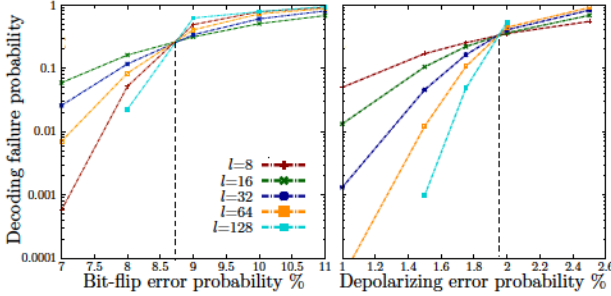 Decoding failure probability
1
0.1
0.01
0.001
0.0001
l=8
l=16
l=32
l=64
l=128
7 7.5 8 8.5 9 9.5 10 10.5 11
Bit-flip error probability %
1 1.2 1.4 1.6 1.8 2 2.2 2.4 2.6
Depolarizing error probability %